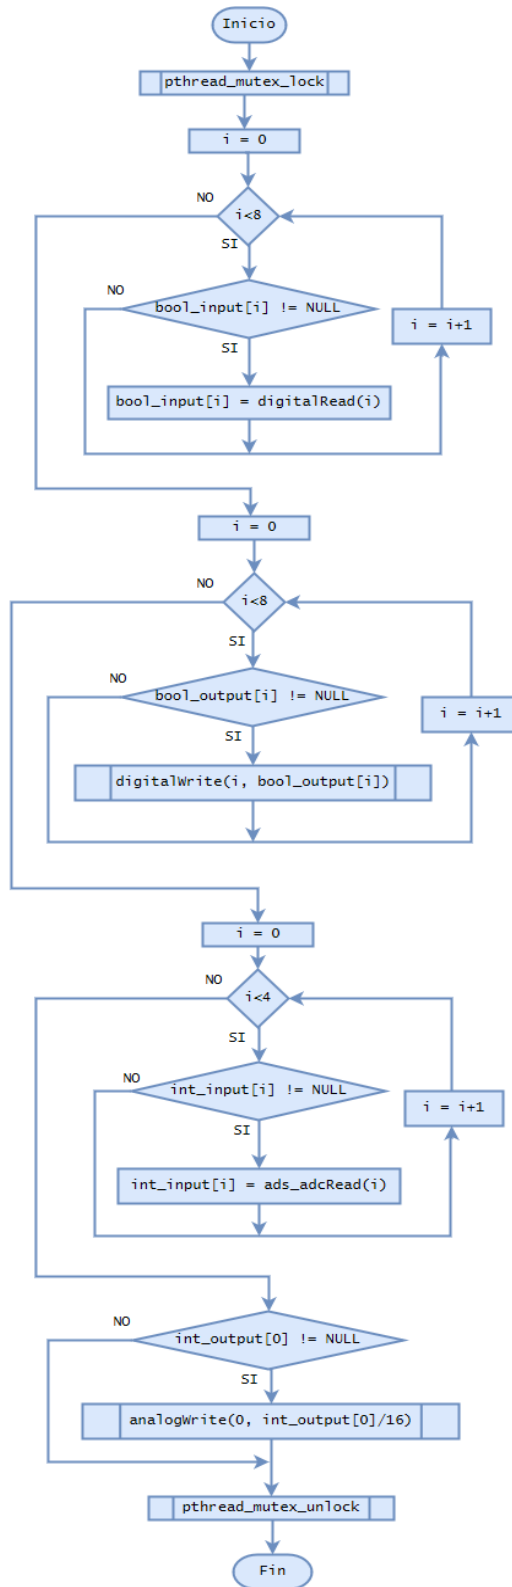 Inicio
pthread_mutex_lock
i = 0
NO
i<8
SI
NO
bool_input[i] != NULL
i = i+1
SI
bool_input[i] = digitalRead(i)
i = 0
NO
i<8
SI
NO
bool_output[i] != NULL
i = i+1
SI
digitalWrite(i, bool_output[i])
i = 0
NO
i<4
SI
NO
int_input[i] != NULL
i = i+1
SI
int_input[i] = ads_adcRead(i)
NO
int_output[0] != NULL
SI
analogWrite(0, int_output[0]/16)
pthread_mutex_unlock
Fin